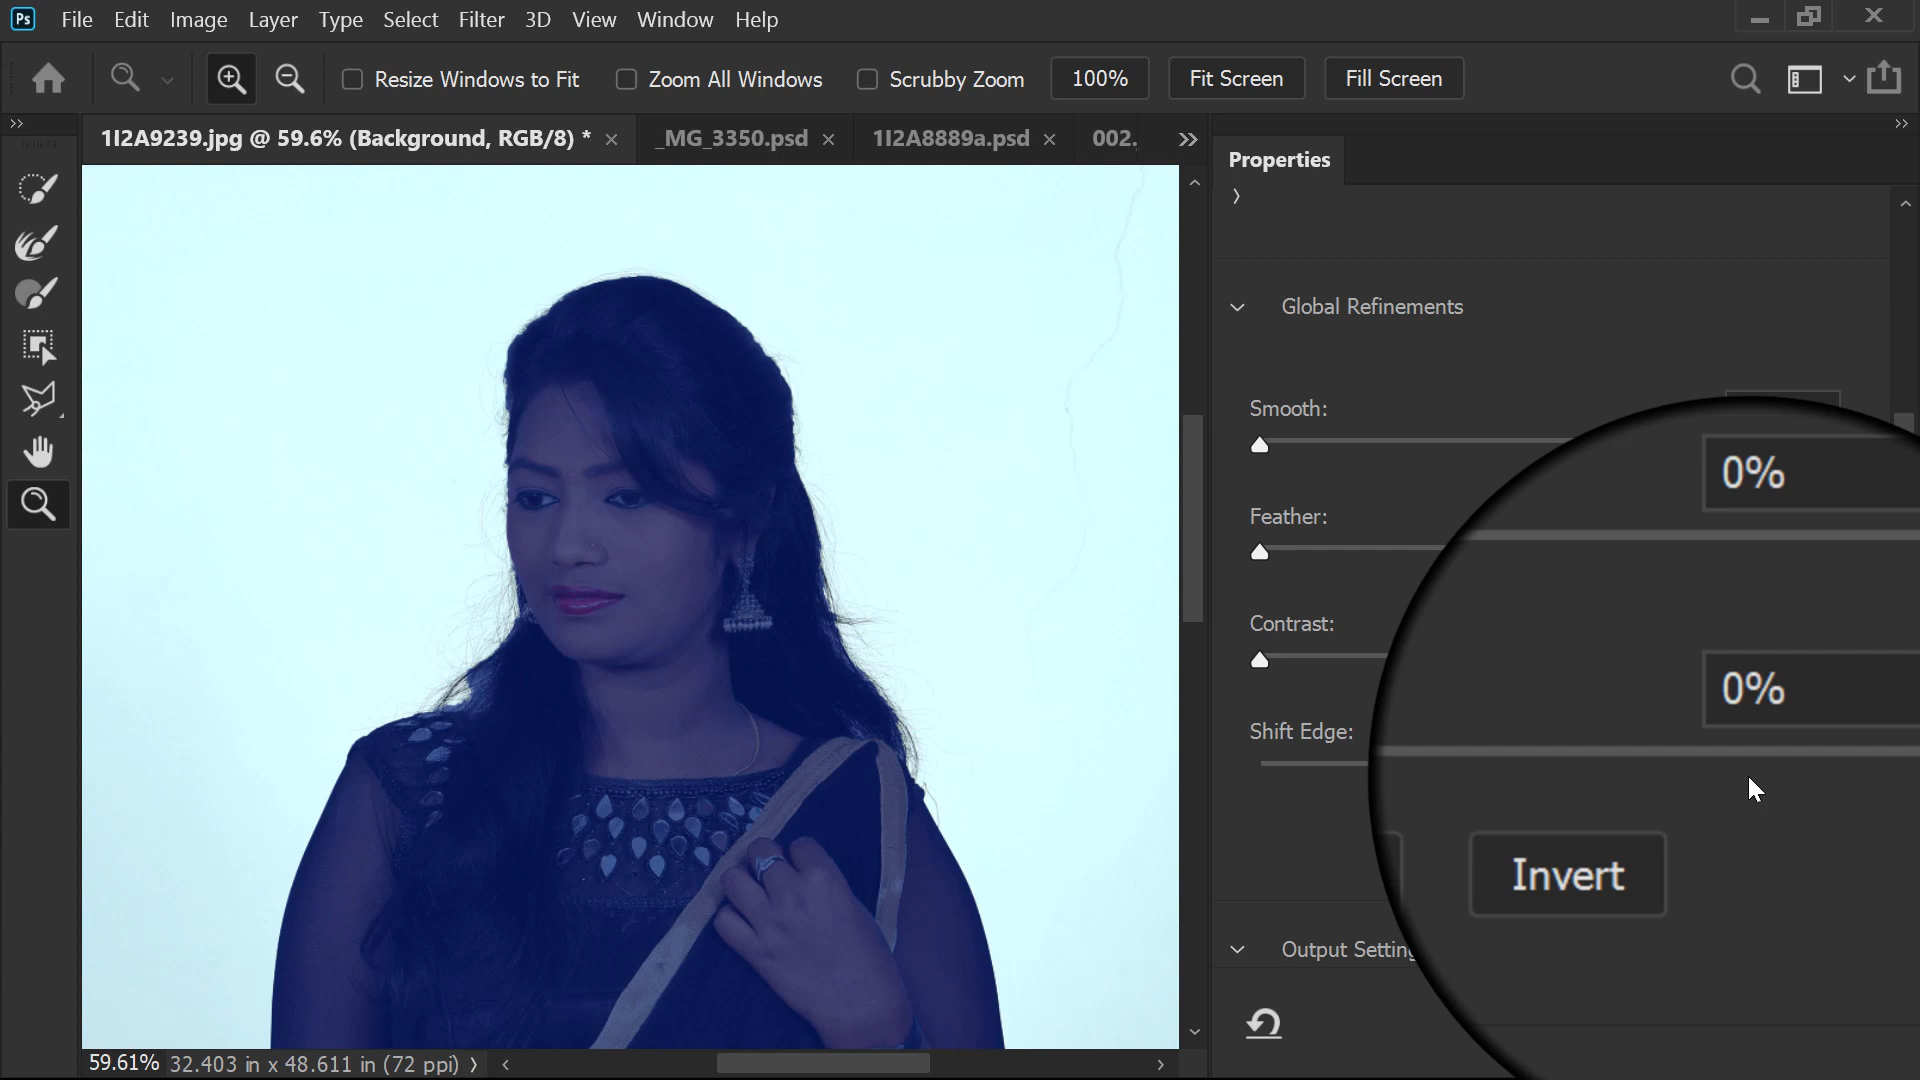 Ps File Edit Image Layer Type Select Filter 3D View Window Help
Resize Windows to Fit Zoom All Windows Scrubby Zoom 100% Fit Screen Fill Screen
1I2A9239.jpg @ 59.6% (Background, RGB/8) * × _MG_3350.psd × 1I2A8889a.psd × 002.
Properties
Global Refinements
Smooth:
0%
Feather:
Contrast:
0%
Shift Edge:
Invert
Output Setting
59.61% 32.403 in x 48.611 in (72 ppi)